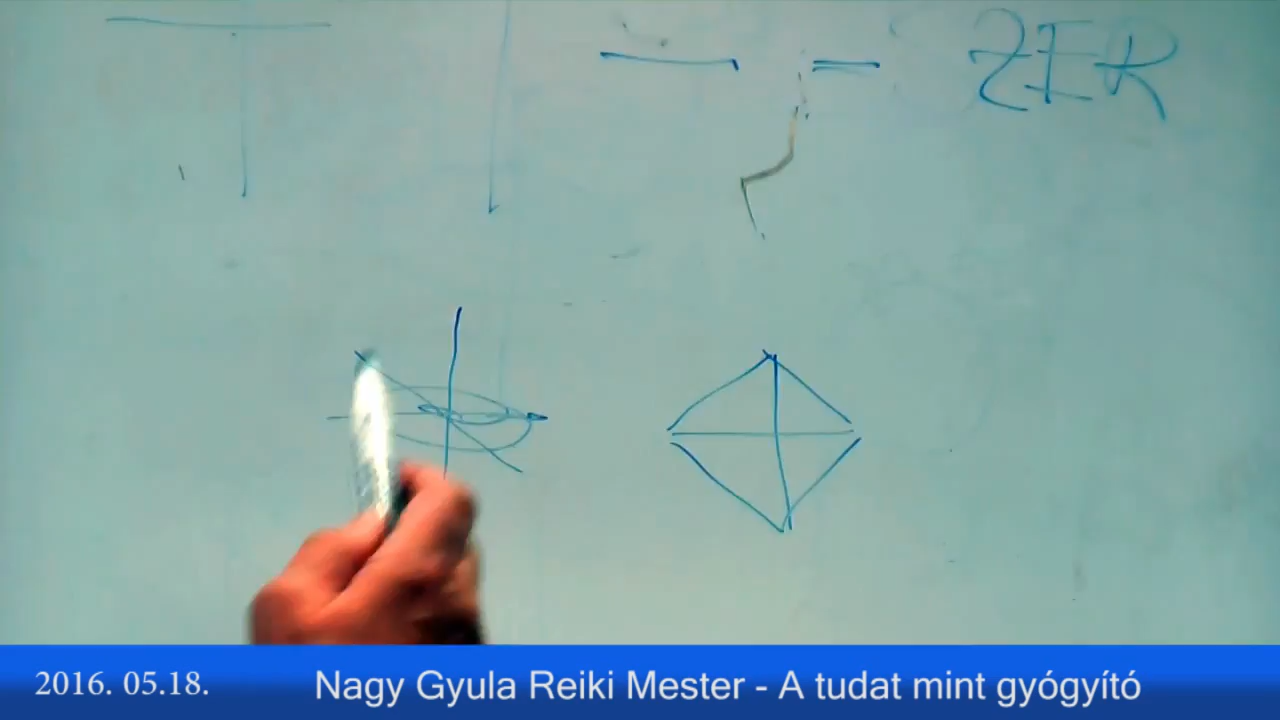 T - = ZER
2016. 05.18. Nagy Gyula Reiki Mester - A tudat mint gyógyító